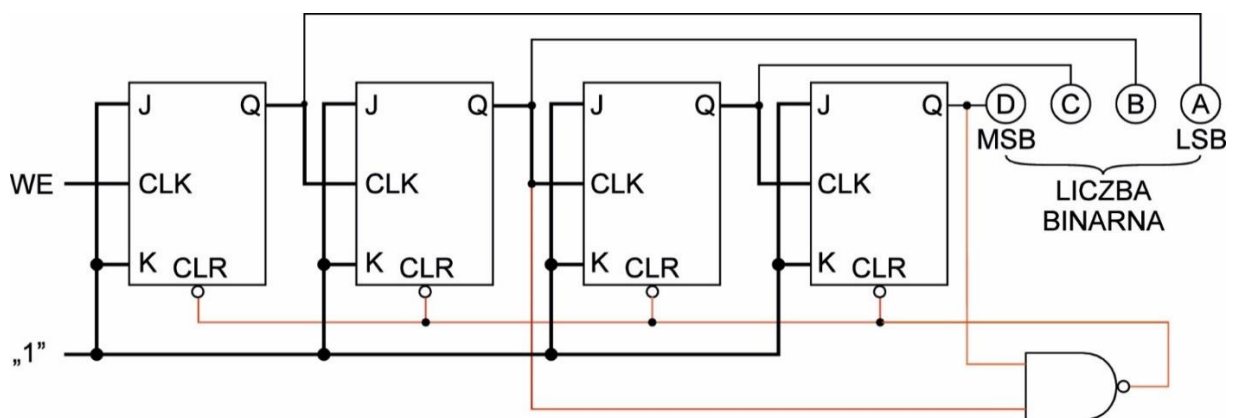 J Q J Q J Q J Q D C B A
MSB LSB
WE CLK CLK CLK CLK
LICZBA
BINARNA
K CLR K CLR K CLR K CLR
„1”